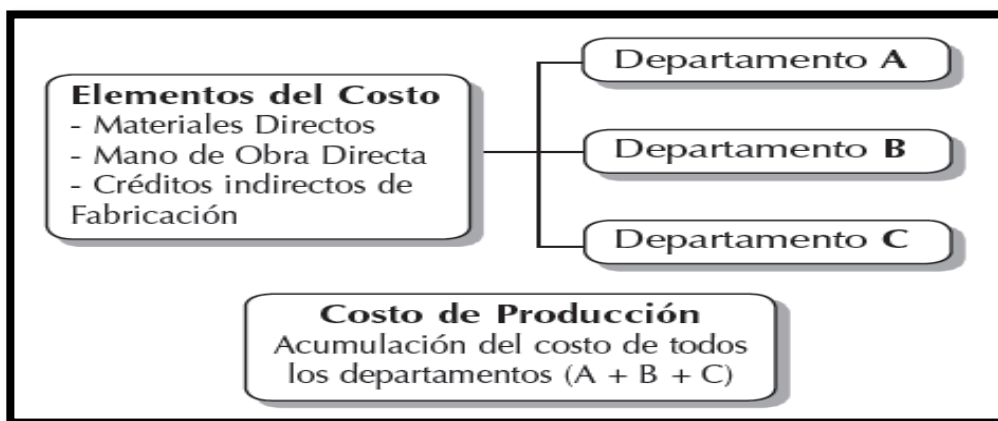 Elementos del Costo
- Materiales Directos
- Mano de Obra Directa
- Créditos indirectos de
Fabricación
Departamento A
Departamento B
Departamento C
Costo de Producción
Acumulación del costo de todos
los departamentos (A + B + C)